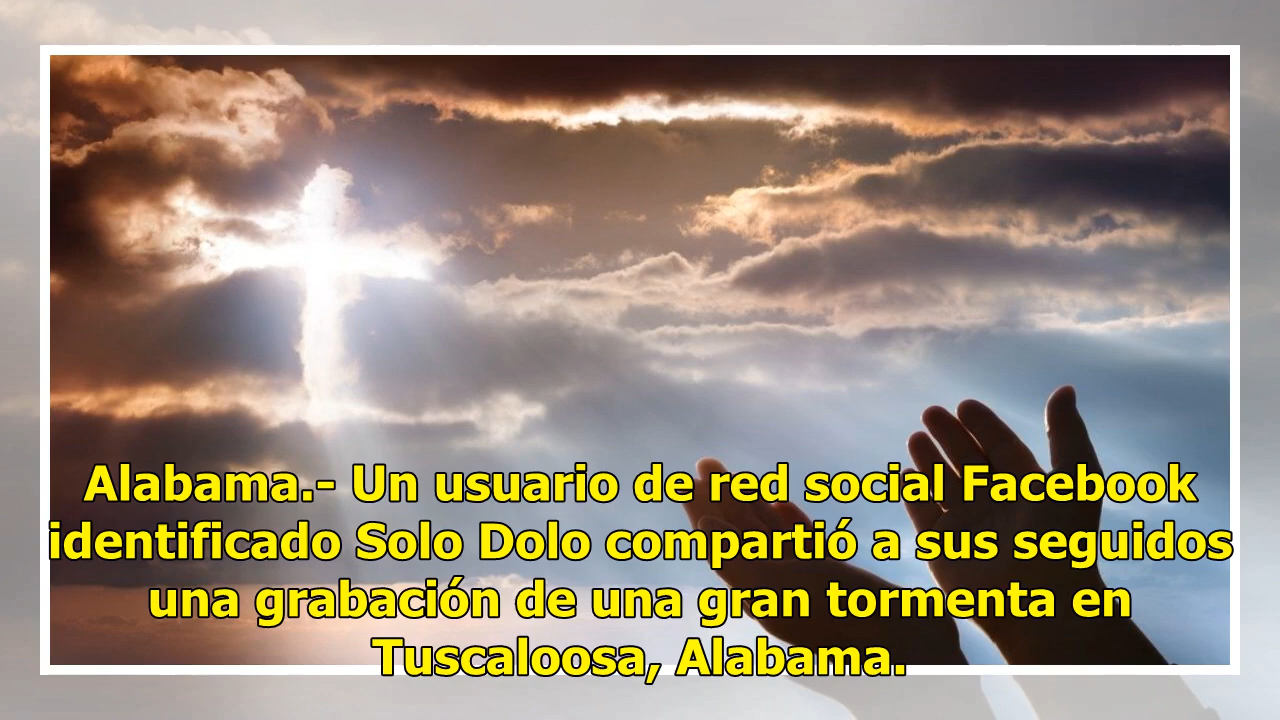 Alabama.- Un usuario de red social Facebook
identificado Solo Dolo compartió a sus seguidos
una grabación de una gran tormenta en
Tuscaloosa, Alabama.